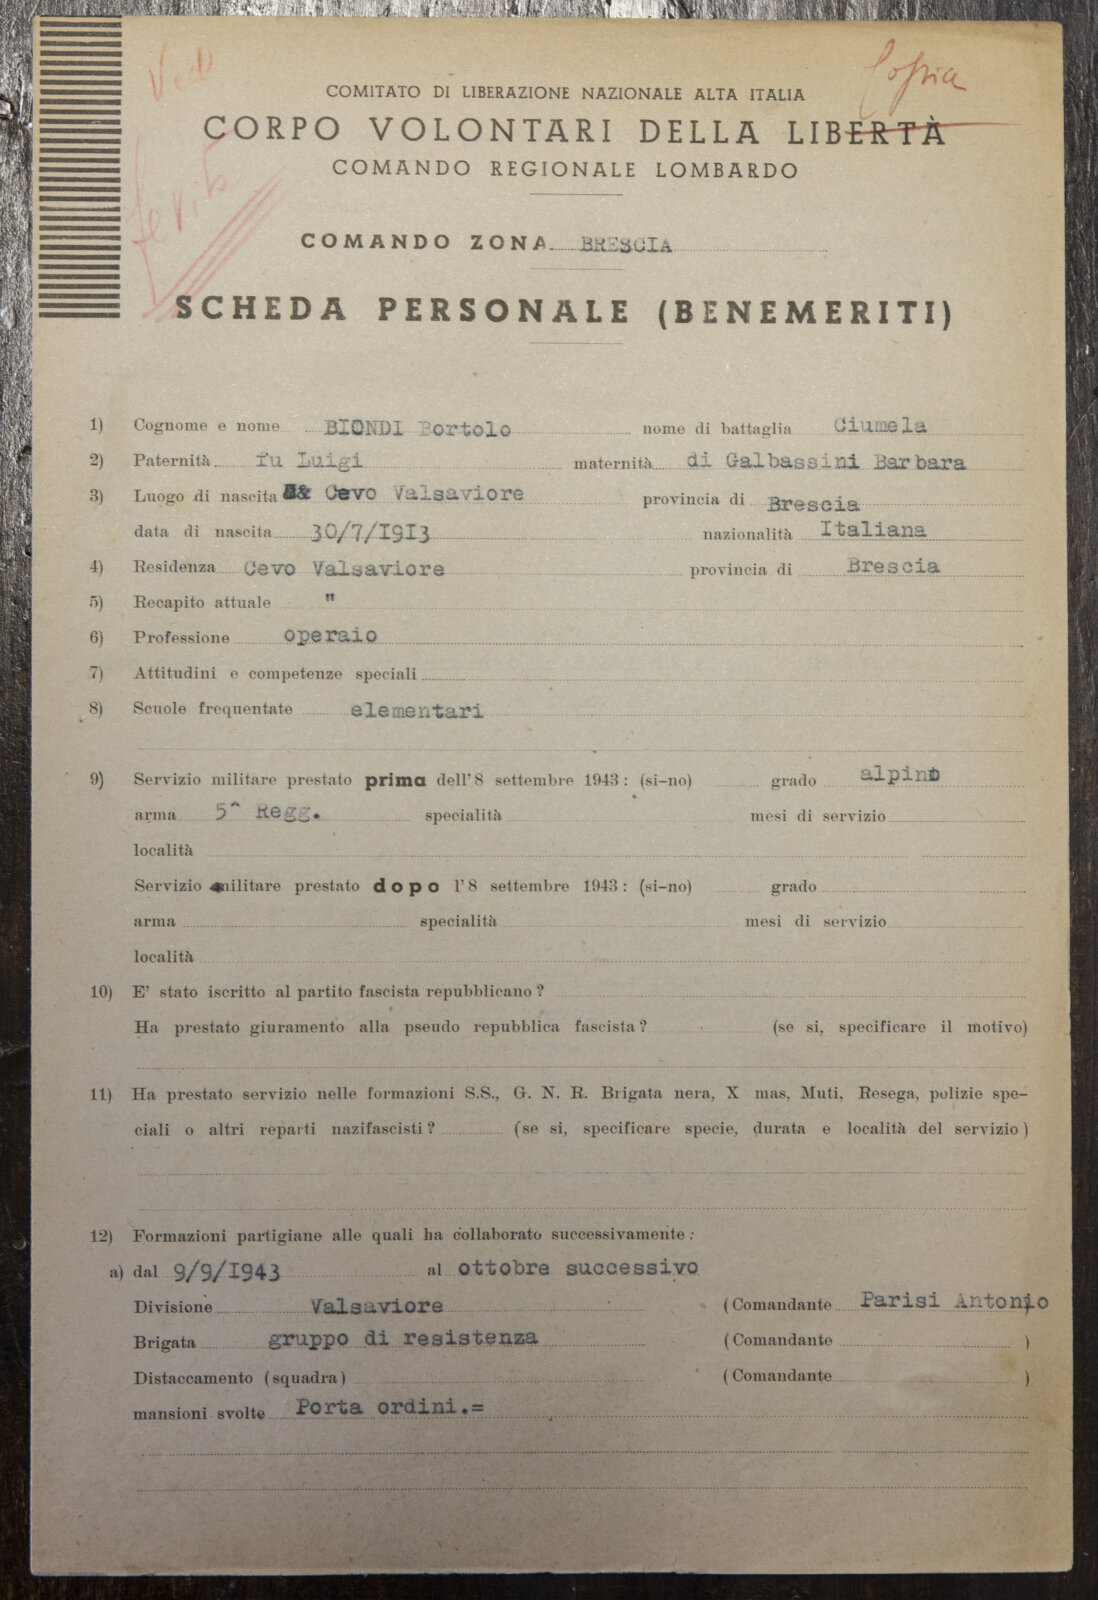 Vedi
Copia
ferito
COMITATO DI LIBERAZIONE NAZIONALE ALTA ITALIA
CORPO VOLONTARI DELLA LIBERTÀ
COMANDO REGIONALE LOMBARDO
COMANDO ZONA BRESCIA
SCHEDA PERSONALE (BENEMERITI)
1) Cognome e nome BIONDI Bortolo nome di battaglia Ciumela
2) Paternità fu Luigi maternità di Galbassini Barbara
3) Luogo di nascita Cevo Valsaviore provincia di Brescia
data di nascita 30/7/1913 nazionalità Italiana
4) Residenza Cevo Valsaviore provincia di Brescia
5) Recapito attuale "
6) Professione operaio
7) Attitudini e competenze speciali
8) Scuole frequentate elementari
9) Servizio militare prestato prima dell'8 settembre 1943: (si-no) grado alpino
arma 5^ Regg. specialità mesi di servizio
località
Servizio militare prestato dopo l'8 settembre 1943: (si-no) grado
arma specialità mesi di servizio
località
10) E' stato iscritto al partito fascista repubblicano?
Ha prestato giuramento alla pseudo repubblica fascista? (se si, specificare il motivo)
11) Ha prestato servizio nelle formazioni S.S., G. N. R. Brigata nera, X mas, Muti, Resega, polizie spe-
ciali o altri reparti nazifascisti? (se si, specificare specie, durata e località del servizio)
12) Formazioni partigiane alle quali ha collaborato successivamente:
a) dal 9/9/1943 al ottobre successivo
Divisione Valsaviore (Comandante Parisi Antonio)
Brigata gruppo di resistenza (Comandante )
Distaccamento (squadra) (Comandante )
mansioni svolte Porta ordini.=